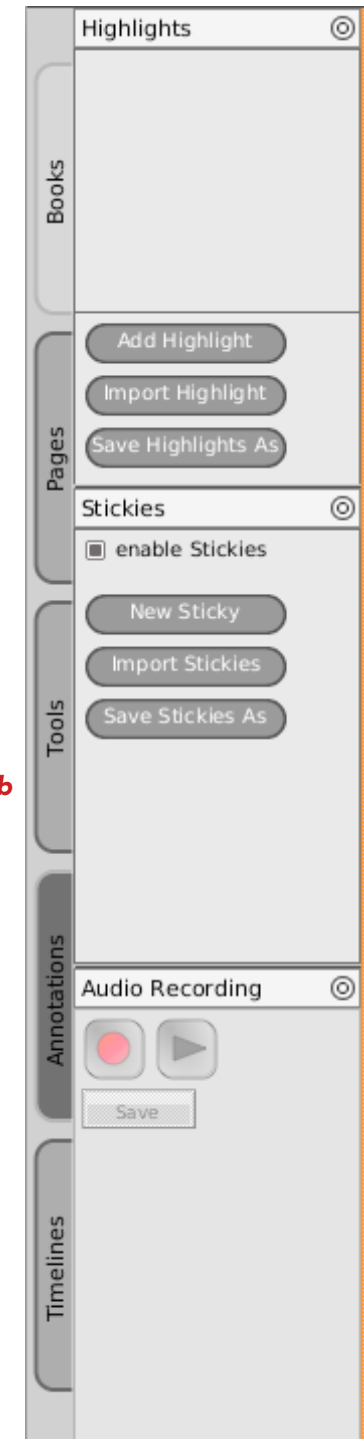 Highlights
Books
Add Highlight
Import Highlight
Save Highlights As
Pages
Stickies
enable Stickies
New Sticky
Import Stickies
Save Stickies As
Tools
b
Annotations
Audio Recording
Save
Timelines